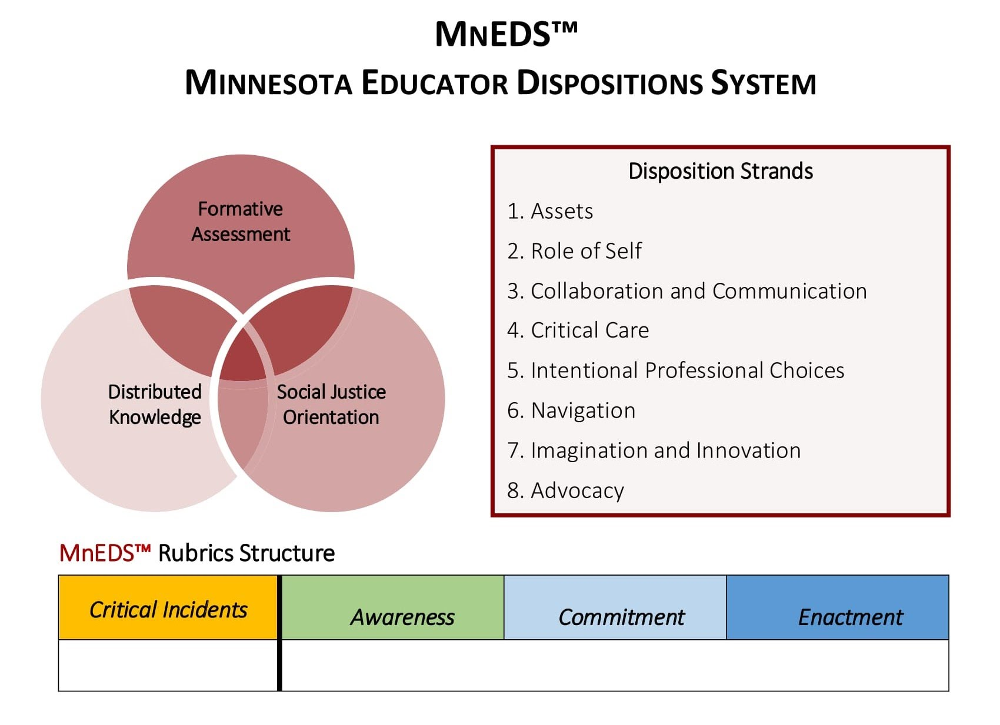 MnEDS™
Minnesota Educator Dispositions System
Formative
Assessment
Distributed
Knowledge
Social Justice
Orientation
Disposition Strands
1. Assets
2. Role of Self
3. Collaboration and Communication
4. Critical Care
5. Intentional Professional Choices
6. Navigation
7. Imagination and Innovation
8. Advocacy
MnEDS™ Rubrics Structure
Critical Incidents
Awareness
Commitment
Enactment